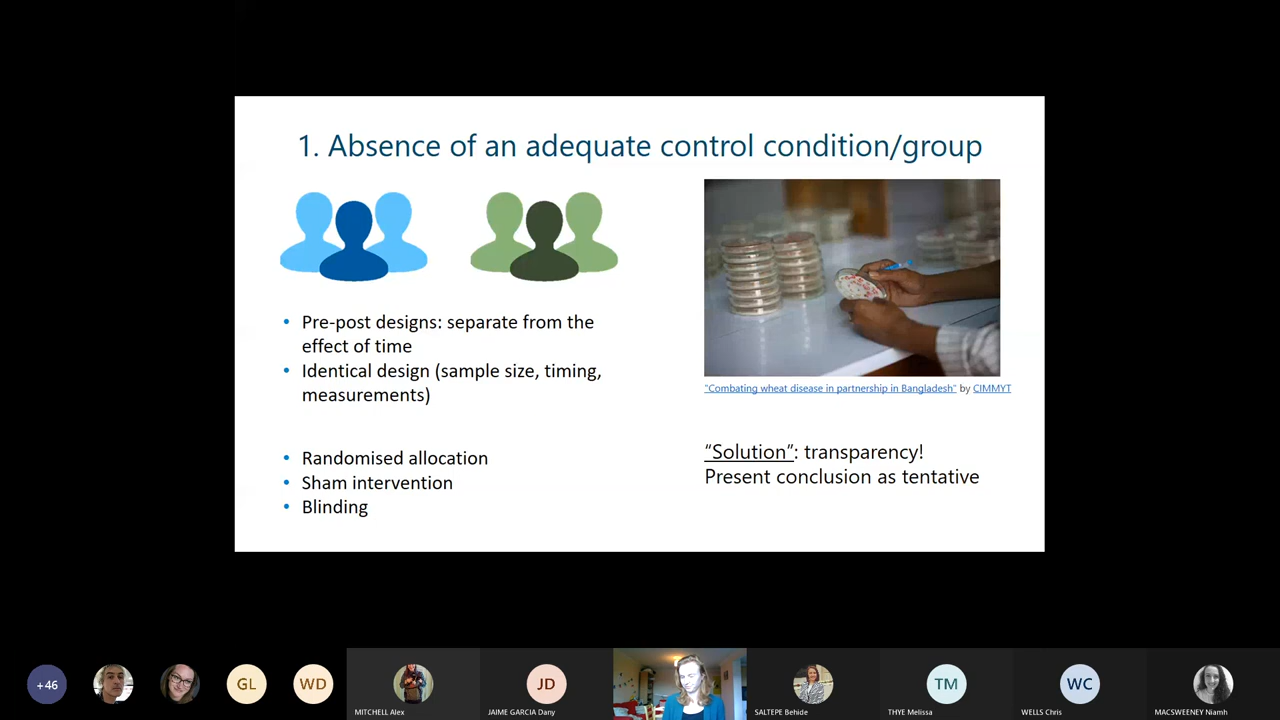 1. Absence of an adequate control condition/group
• Pre-post designs: separate from the
effect of time
• Identical design (sample size, timing,
measurements)
• Randomised allocation
• Sham intervention
• Blinding
"Combating wheat disease in partnership in Bangladesh" by CIMMYT
“Solution”: transparency!
Present conclusion as tentative
+46
GL
WD
MITCHELL Alex
JD
JAIME GARCIA Dany
SALTEPE Behide
TM
THYE Melissa
WC
WELLS Chris
MACSWEENEY Niamh